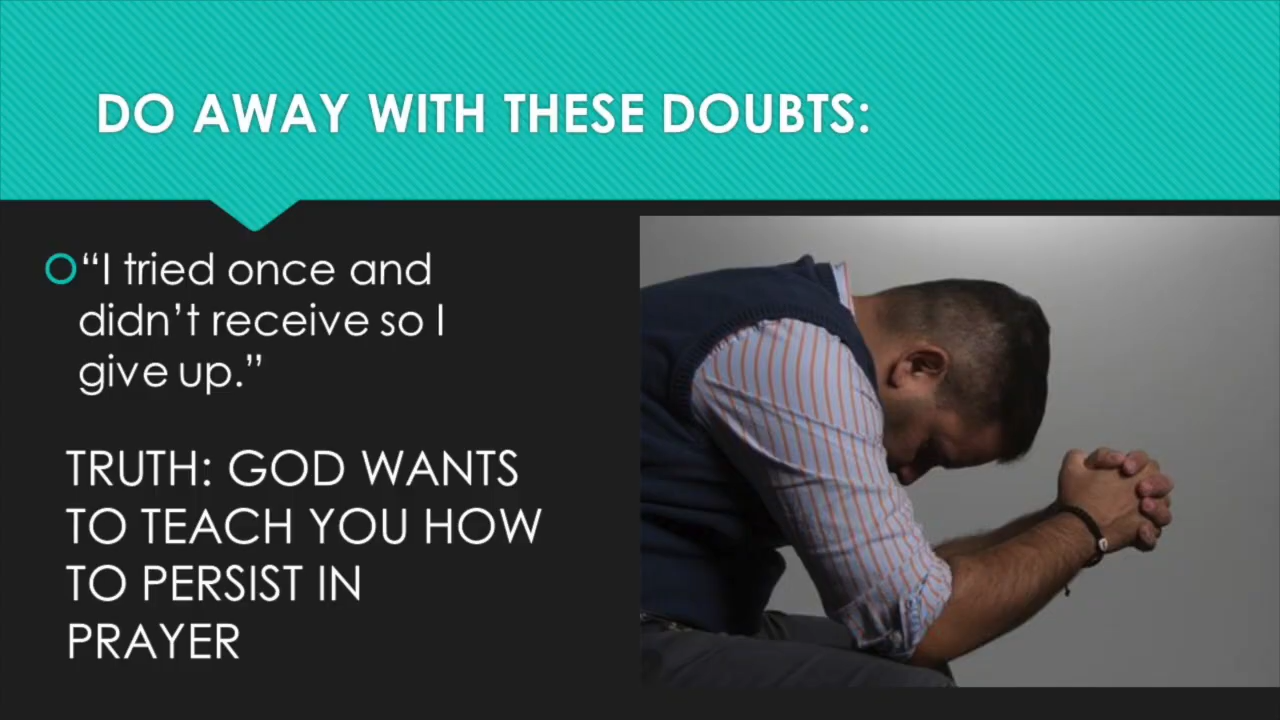 DO AWAY WITH THESE DOUBTS:
“I tried once and
didn’t receive so I
give up.”
TRUTH: GOD WANTS
TO TEACH YOU HOW
TO PERSIST IN
PRAYER